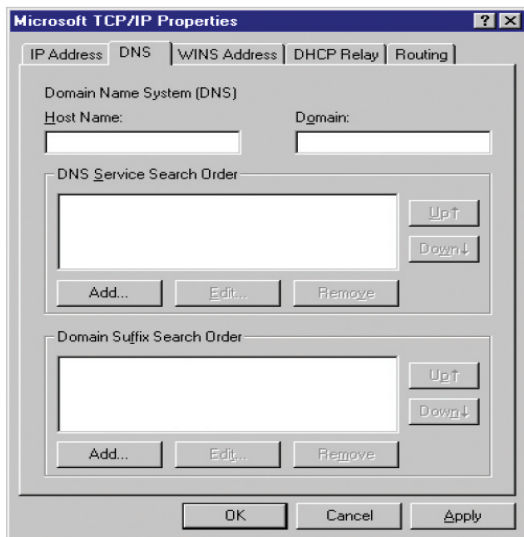 Microsoft TCP/IP Properties ? ×
IP Address DNS WINS Address DHCP Relay Routing
Domain Name System (DNS)
Host Name: Domain:
DNS Service Search Order
Up↑
Down↓
Add... Edit... Remove
Domain Suffix Search Order
Up↑
Down↓
Add... Edit... Remove
OK Cancel Apply